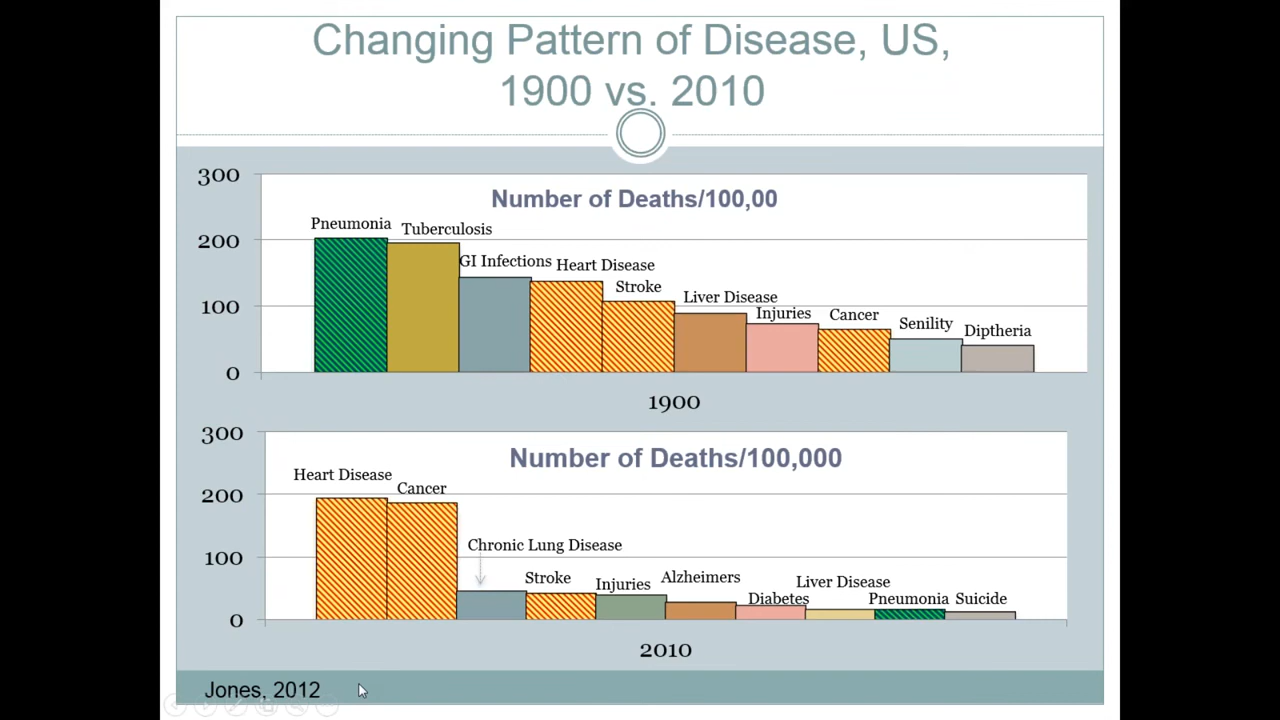 Changing Pattern of Disease, US,
1900 vs. 2010
300
Number of Deaths/100,00
Pneumonia
Tuberculosis
200
GI Infections
Heart Disease
Stroke
100
Liver Disease
Injuries
Cancer
Senility
Diptheria
0
1900
300
Number of Deaths/100,000
Heart Disease
Cancer
200
100
Chronic Lung Disease
Stroke
Injuries
Alzheimers
Diabetes
Liver Disease
Pneumonia
Suicide
0
2010
Jones, 2012